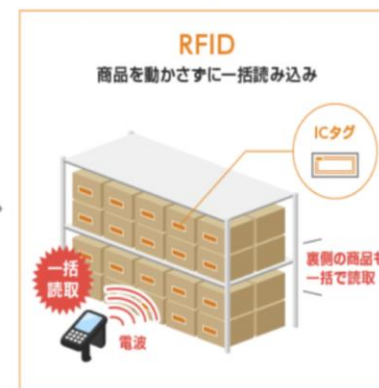 RFID
商品を動かさずに一括読み込み
ICタグ
裏側の商品も
一括で読取
一括
読取
電波